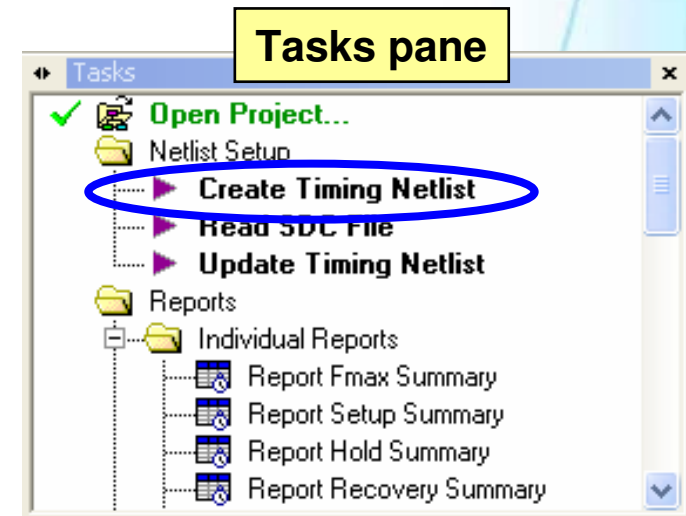 Tasks pane
Tasks
Open Project...
Netlist Setup
Create Timing Netlist
Read SDC File
Update Timing Netlist
Reports
Individual Reports
Report Fmax Summary
Report Setup Summary
Report Hold Summary
Report Recovery Summary